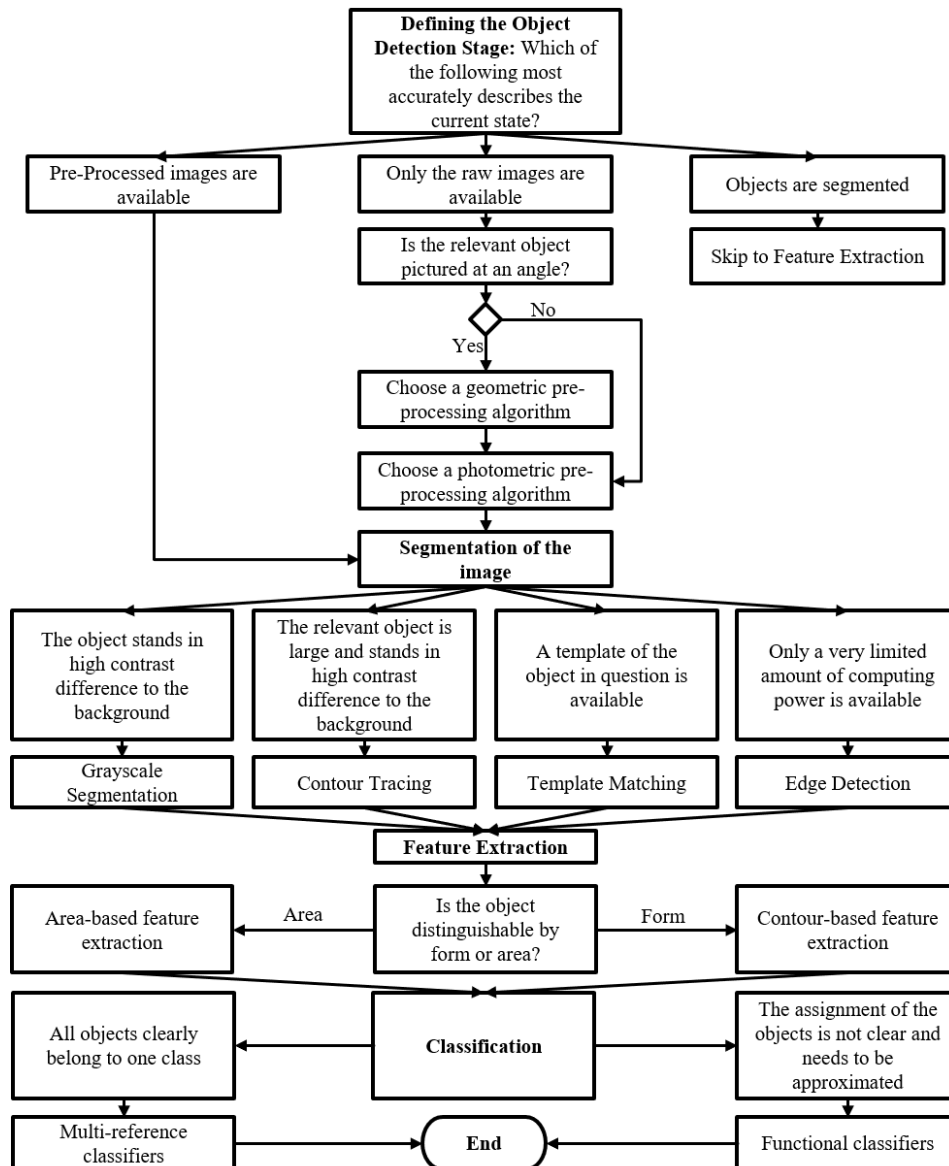 Defining the Object
Detection Stage: Which of
the following most
accurately describes the
current state?
Pre-Processed images are
available
Only the raw images are
available
Objects are segmented
Is the relevant object
pictured at an angle?
Skip to Feature Extraction
No
Yes
Choose a geometric pre-
processing algorithm
Choose a photometric pre-
processing algorithm
Segmentation of the
image
The object stands in
high contrast
difference to the
background
The relevant object is
large and stands in
high contrast
difference to the
background
A template of the
object in question is
available
Only a very limited
amount of computing
power is available
Grayscale
Segmentation
Contour Tracing
Template Matching
Edge Detection
Feature Extraction
Area-based feature
extraction
Area
Is the object
distinguishable by
form or area?
Form
Contour-based feature
extraction
All objects clearly
belong to one class
Classification
The assignment of the
objects is not clear and
needs to be
approximated
Multi-reference
classifiers
End
Functional classifiers